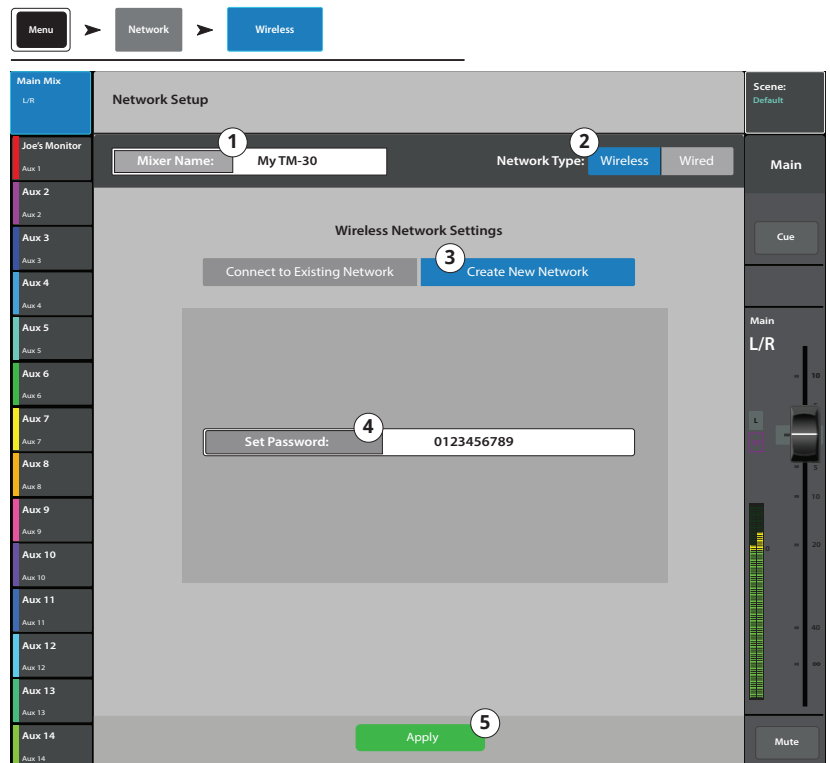 Menu
Network
Wireless
Main Mix
L/R
Network Setup
Scene:
Default
Joe's Monitor
Aux 1
1
Mixer Name:
My TM-30
2
Network Type:
Wireless
Wired
Main
Aux 2
Aux 2
Aux 3
Aux 3
Wireless Network Settings
Cue
3
Connect to Existing Network
Create New Network
Aux 4
Aux 4
Aux 5
Aux 5
Main
L/R
Aux 6
Aux 6
10
Aux 7
Aux 7
4
Set Password:
0123456789
L
Aux 8
Aux 8
5
10
Aux 9
Aux 9
Aux 10
Aux 10
0
20
Aux 11
Aux 11
40
Aux 12
Aux 12
∞
Aux 13
Aux 13
5
Apply
Aux 14
Aux 14
Mute